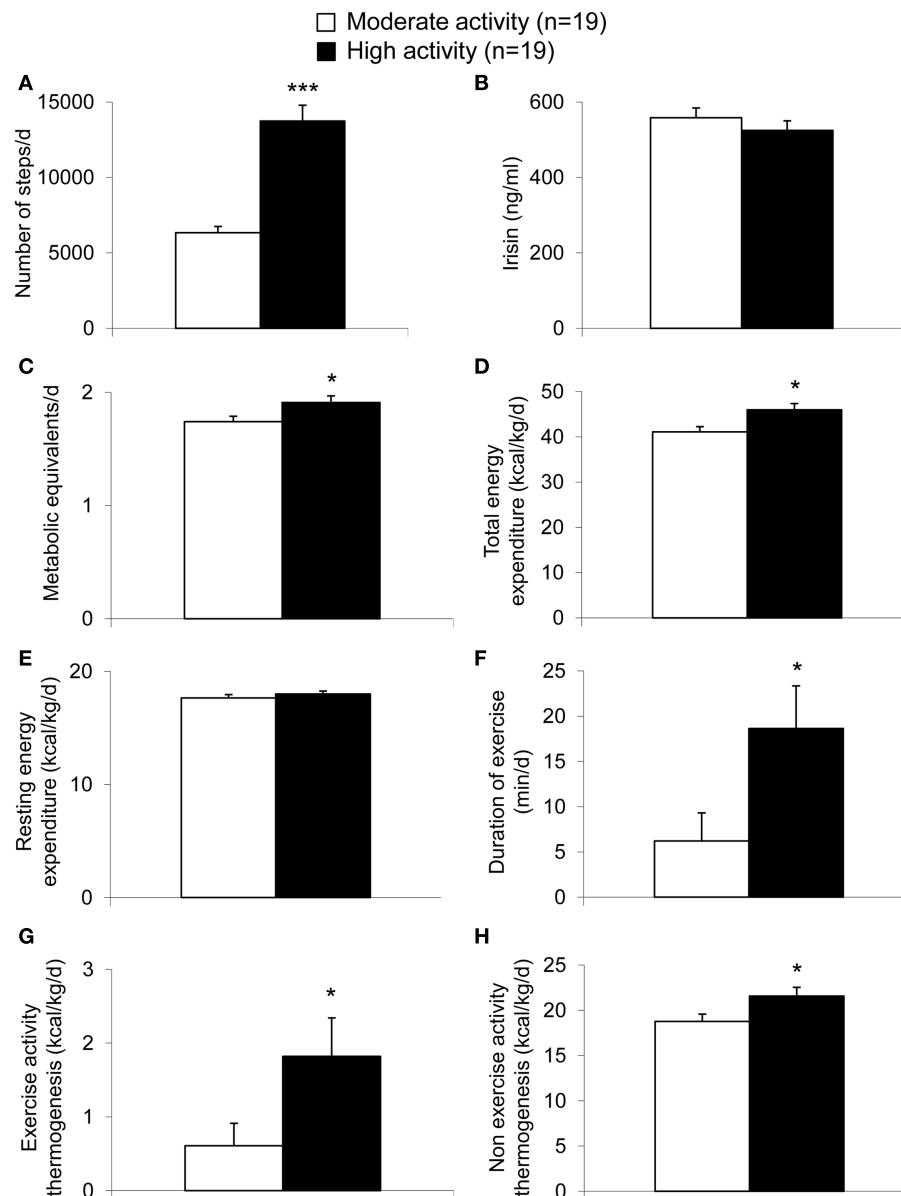 Moderate activity (n=19)
High activity (n=19)
A
Number of steps/d
15000
10000
5000
0
***
B
Irisin (ng/ml)
600
400
200
0
C
Metabolic equivalents/d
2
1
0
*
D
Total energy
expenditure (kcal/kg/d)
50
40
30
20
10
0
*
E
Resting energy
expenditure (kcal/kg/d)
20
10
0
F
Duration of exercise
(min/d)
25
20
15
10
5
0
*
G
Exercise activity
thermogenesis (kcal/kg/d)
3
2
1
0
*
H
Non exercise activity
thermogenesis (kcal/kg/d)
25
20
15
10
5
0
*